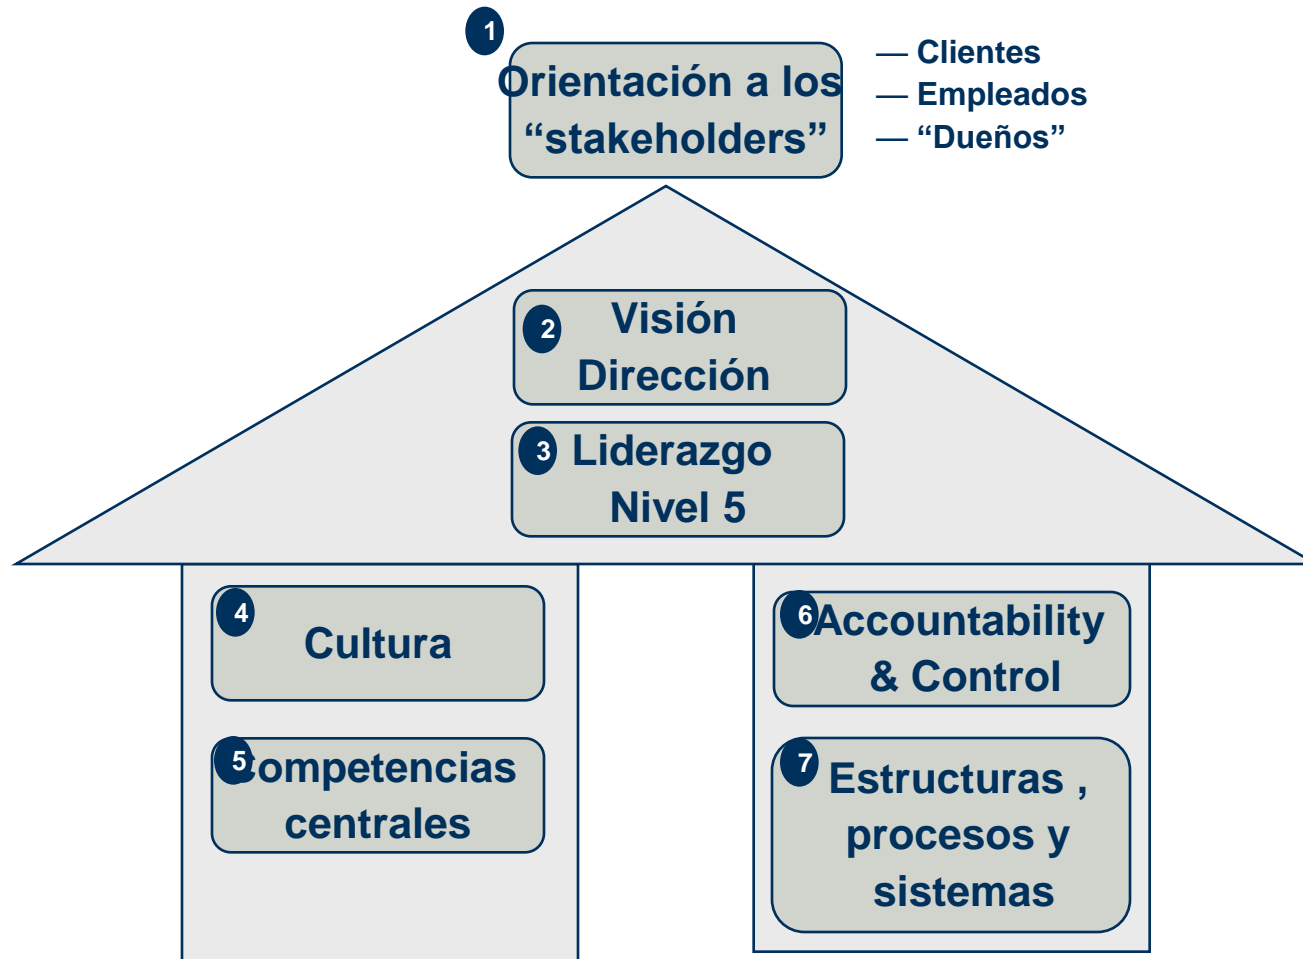 1
Orientación a los
“stakeholders”
— Clientes
— Empleados
— “Dueños”
2
Visión
Dirección
3
Liderazgo
Nivel 5
4
Cultura
5
Competencias
centrales
6
Accountability
& Control
7
Estructuras ,
procesos y
sistemas